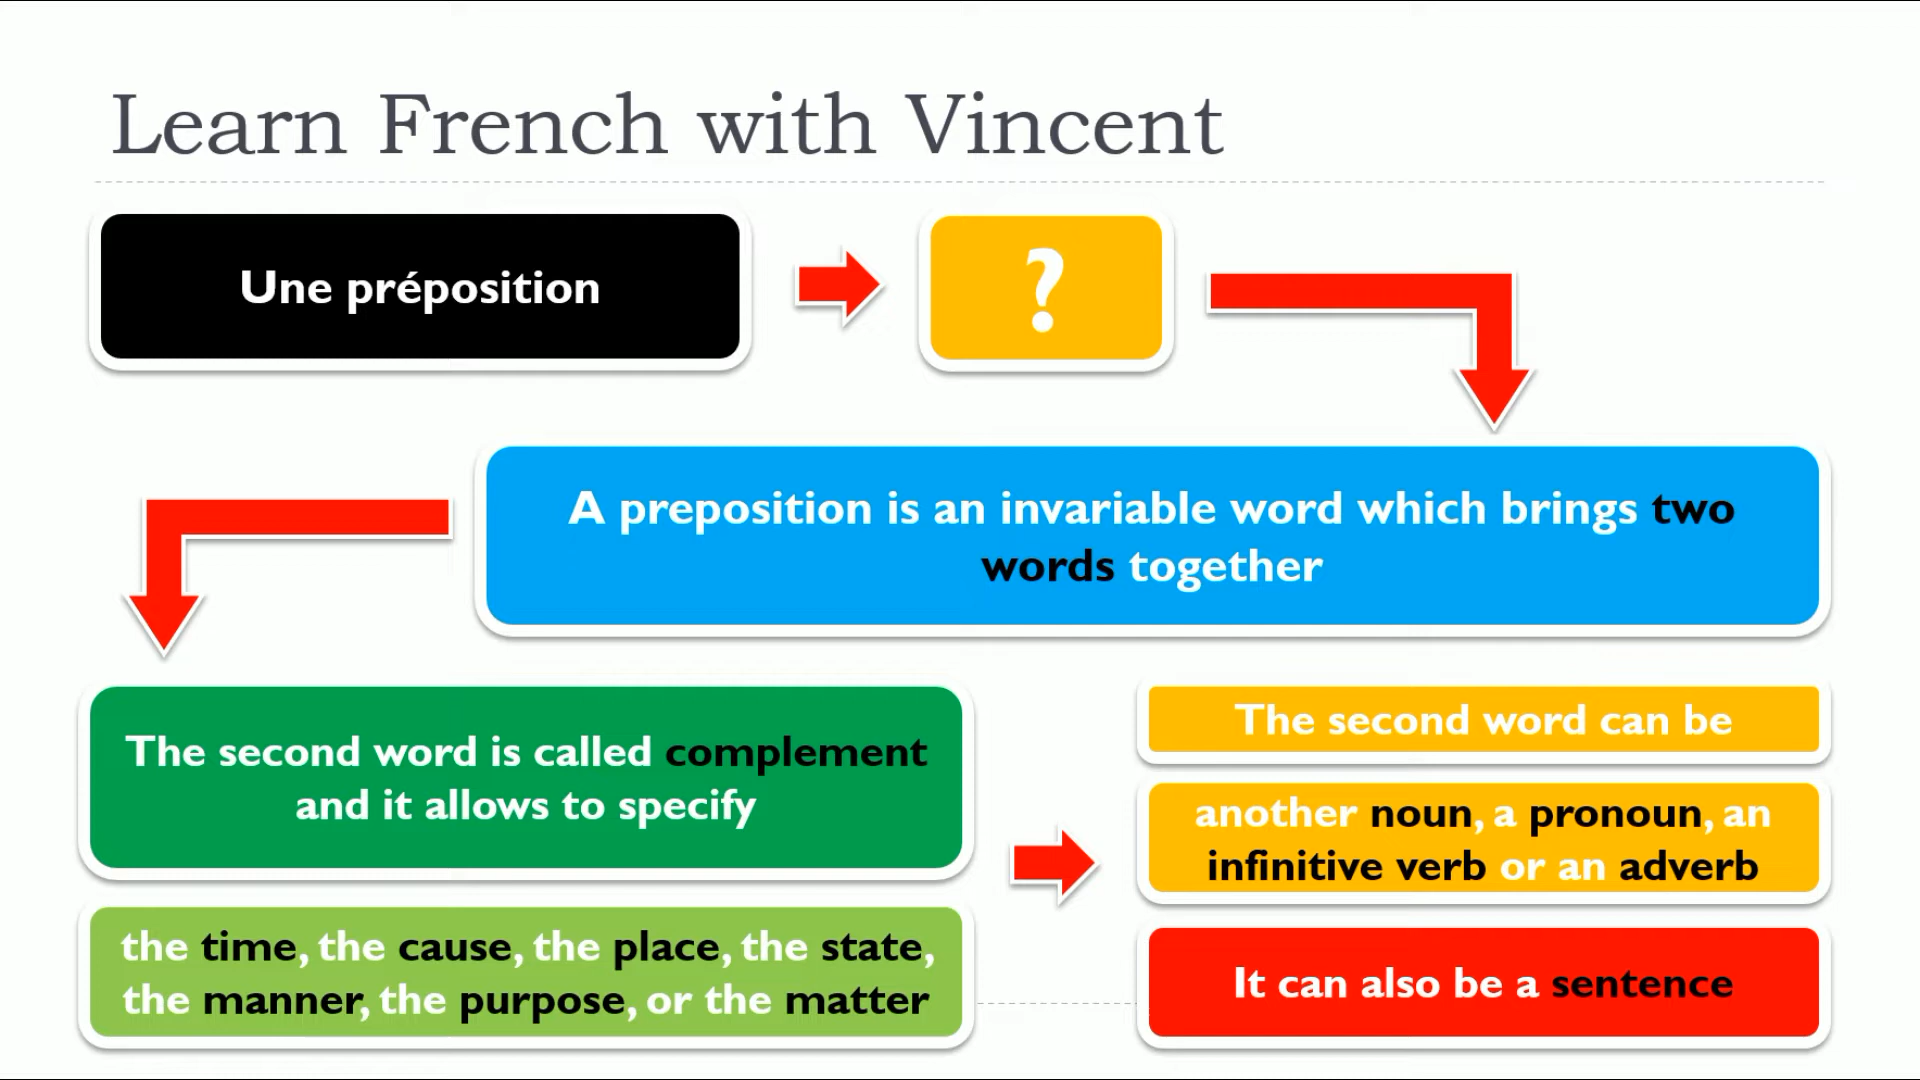 Learn French with Vincent
Une préposition
?
A preposition is an invariable word which brings two
words together
The second word is called complement
and it allows to specify
the time, the cause, the place, the state,
the manner, the purpose, or the matter
The second word can be
another noun, a pronoun, an
infinitive verb or an adverb
It can also be a sentence